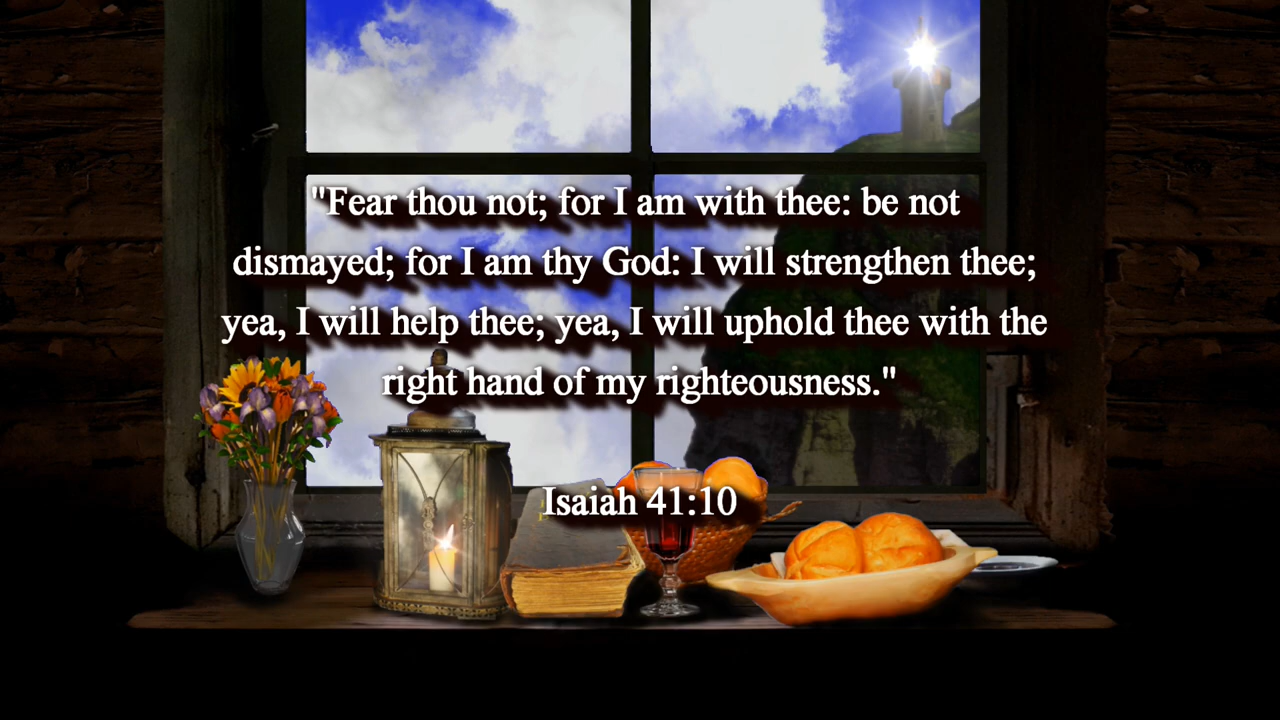 "Fear thou not; for I am with thee: be not
dismayed; for I am thy God: I will strengthen thee;
yea, I will help thee; yea, I will uphold thee with the
right hand of my righteousness."
Isaiah 41:10